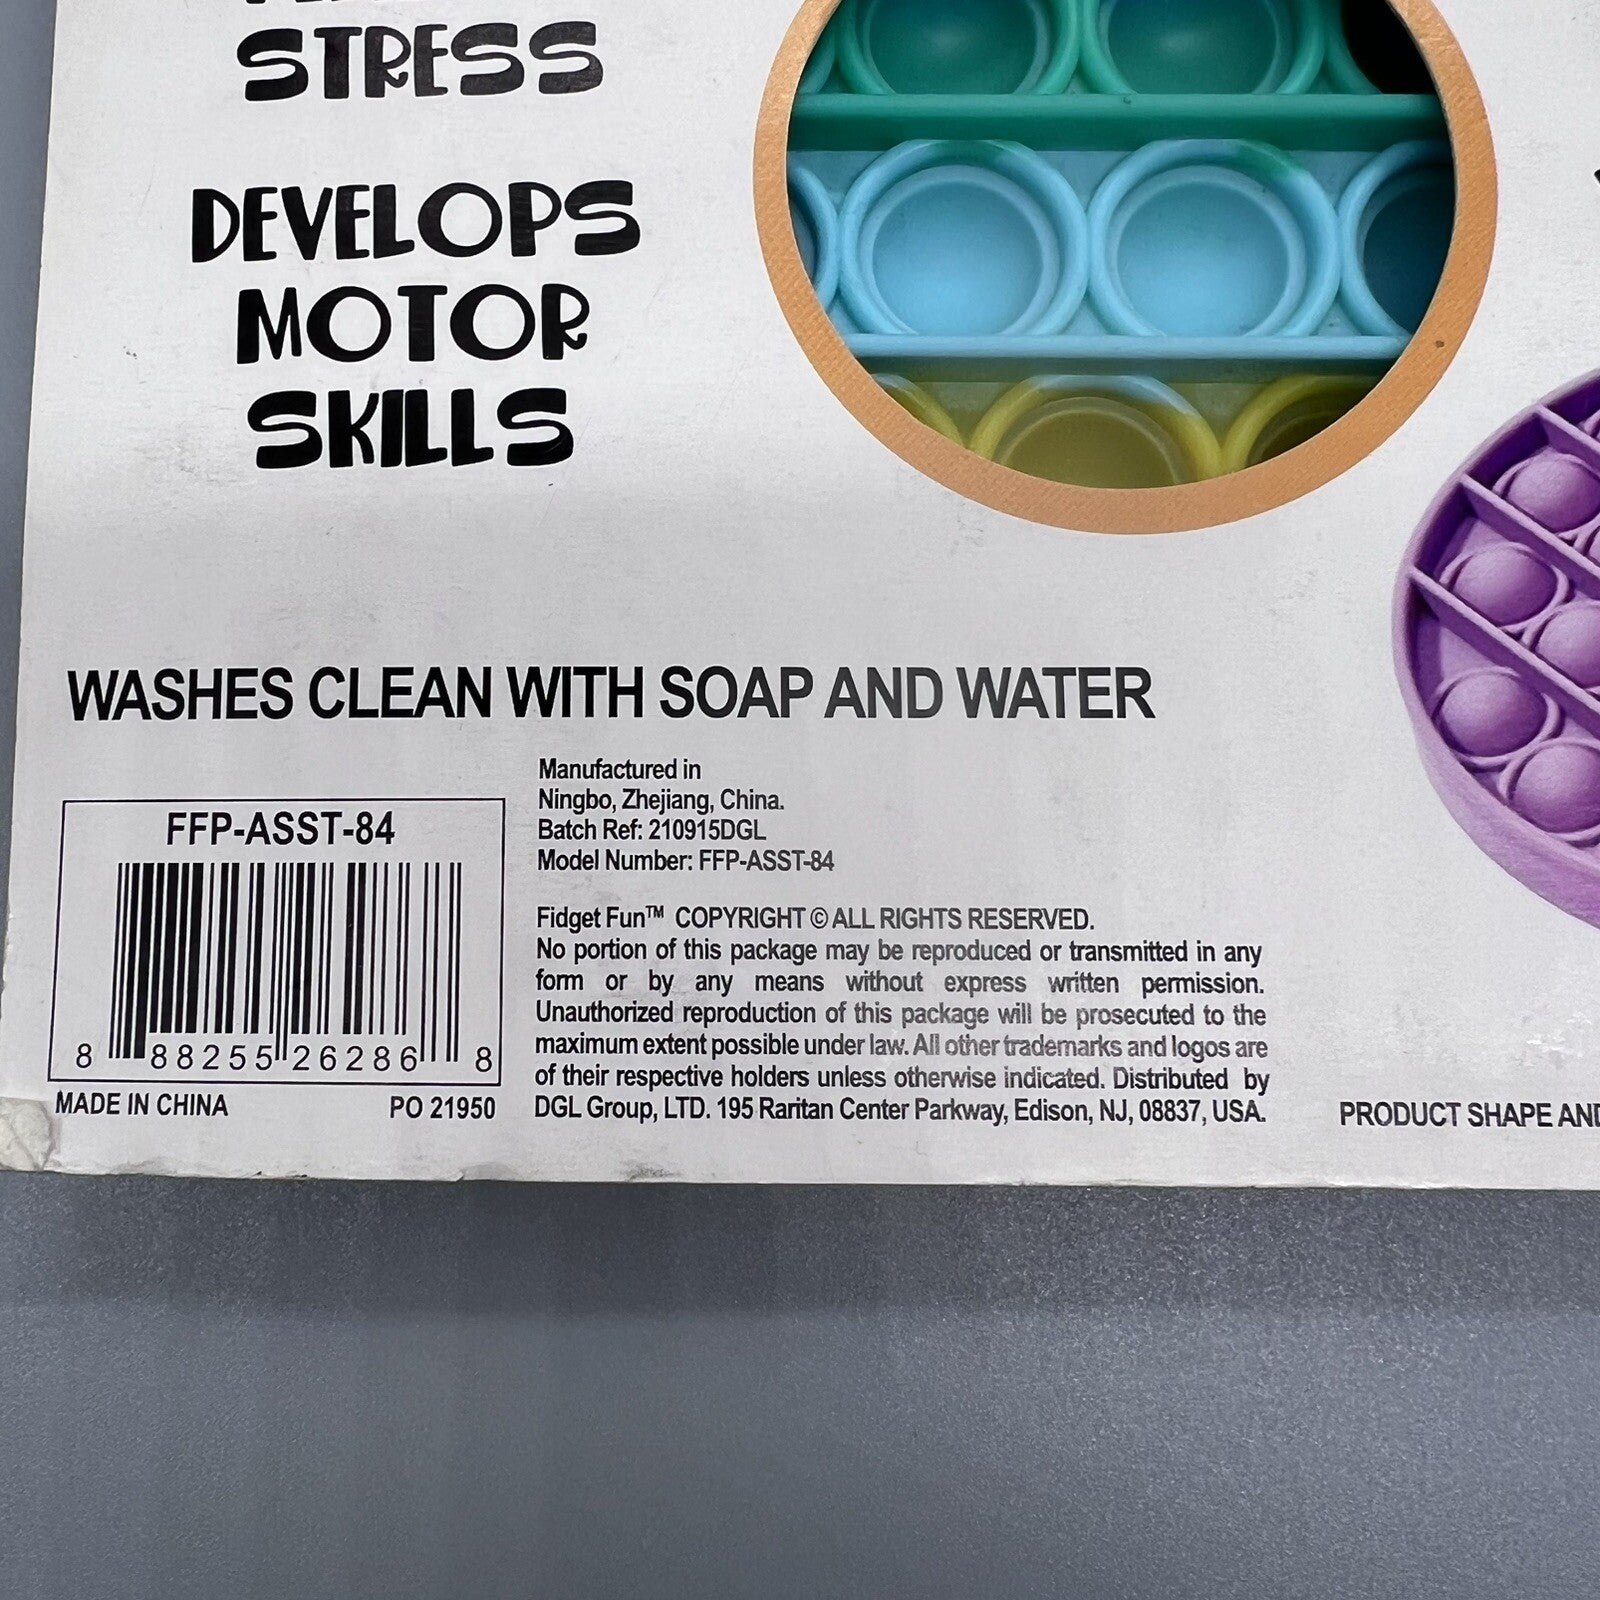 STRESS
DEVELOPS
MOTOR
SKILLS
WASHES CLEAN WITH SOAP AND WATER
FFP-ASST-84
8 88255 26286 8
MADE IN CHINA
PO 21950
Manufactured in
Ningbo, Zhejiang, China.
Batch Ref: 210915DGL
Model Number: FFP-ASST-84
Fidget Fun™ COPYRIGHT © ALL RIGHTS RESERVED.
No portion of this package may be reproduced or transmitted in any
form or by any means without express written permission.
Unauthorized reproduction of this package will be prosecuted to the
maximum extent possible under law. All other trademarks and logos are
of their respective holders unless otherwise indicated. Distributed by
DGL Group, LTD. 195 Raritan Center Parkway, Edison, NJ, 08837, USA.
PRODUCT SHAPE AND